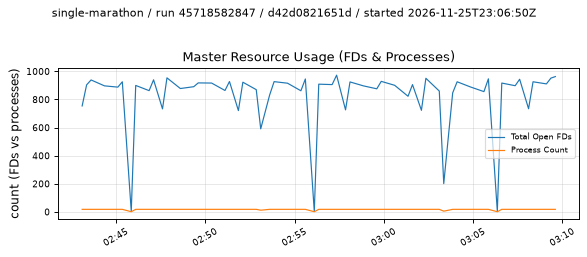 single-marathon / run 45718582847 / d42d0821651d / started 2026-11-25T23:06:50Z
Master Resource Usage (FDs & Processes)
count (FDs vs processes)
1000
800
600
400
200
0
Total Open FDs
Process Count
02:45
02:50
02:55
03:00
03:05
03:10